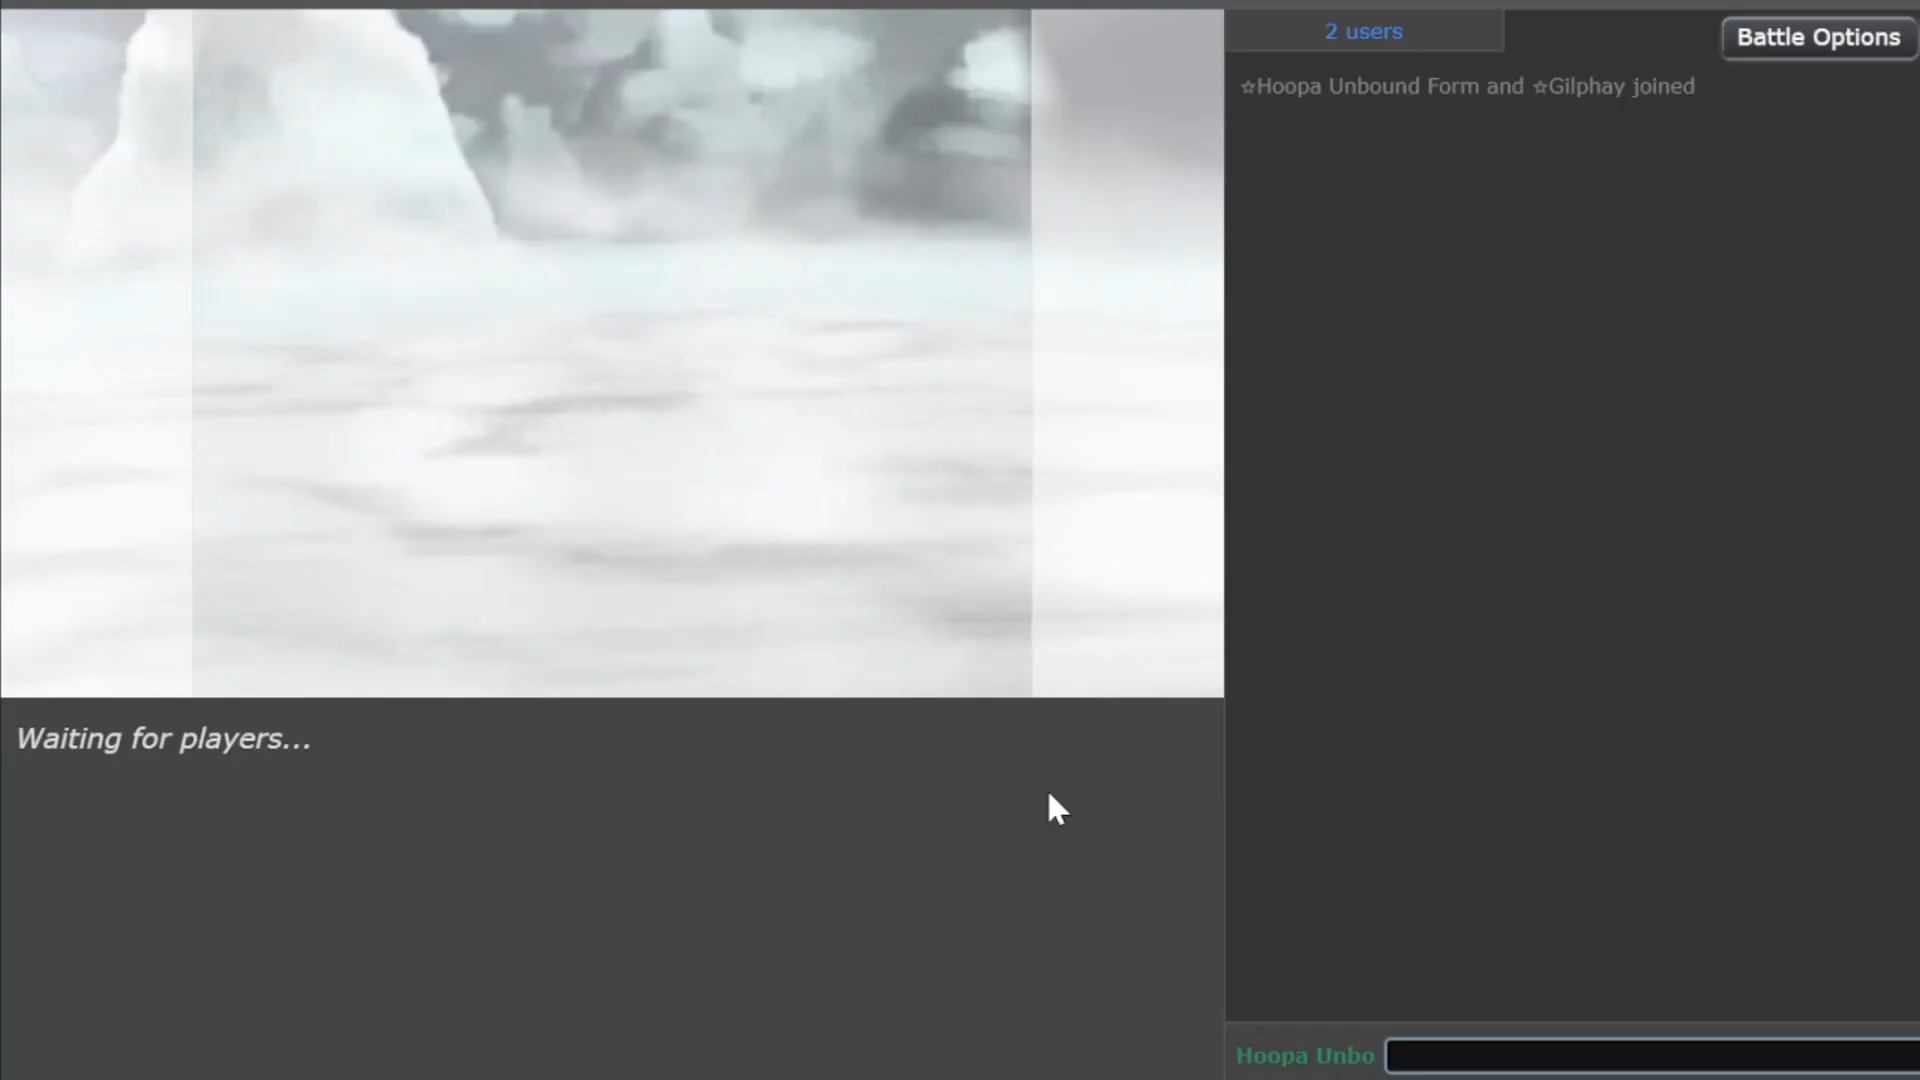 2 users
Battle Options
☆Hoopa Unbound Form and ☆Gilphay joined
Waiting for players...
Hoopa Unbo